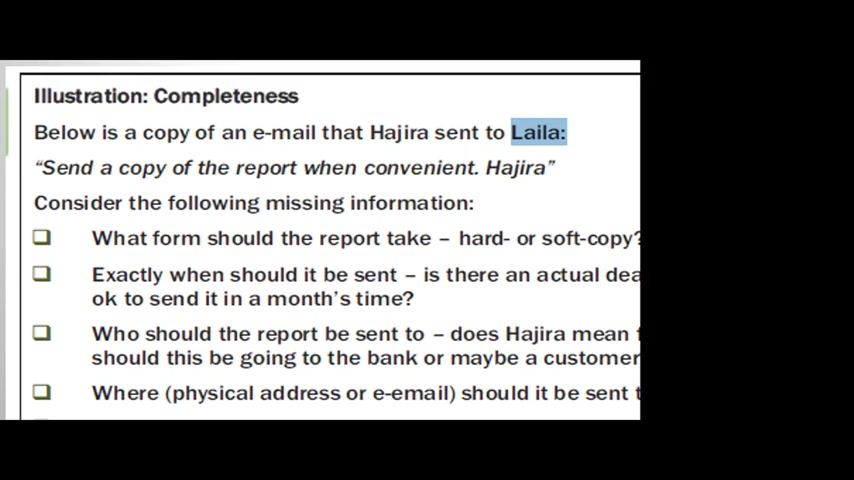 Illustration: Completeness
Below is a copy of an e-mail that Hajira sent to Laila:
“Send a copy of the report when convenient. Hajira”
Consider the following missing information:
❑ What form should the report take – hard- or soft-copy?
❑ Exactly when should it be sent – is there an actual
ok to send it in a month’s time?
❑ Who should the report be sent to – does Hajira mean
should this be going to the bank or maybe a customer
❑ Where (physical address or e-email) should it be sent